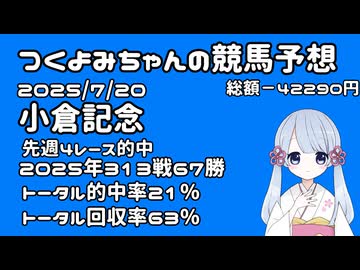 つくよみちゃんの競馬予想
2025/7/20 総額−42290円
小倉記念
先週4レース的中
2025年313戦67勝
トータル的中率21%
トータル回収率63%